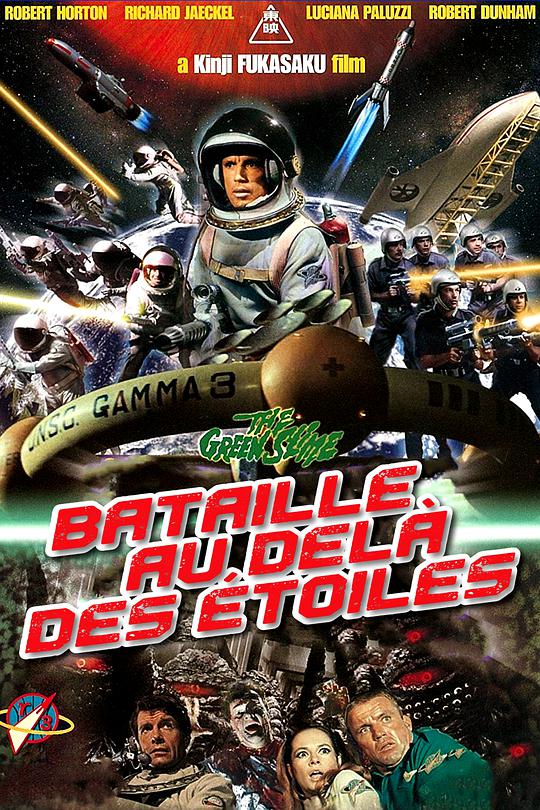 ROBERT HORTON RICHARD JAECKEL 東映 LUCIANA PALUZZI ROBERT DUNHAM
a Kinji FUKASAKU film
U.N.S.C. GAMMA 3
THE
GREEN SLIME
BATAILLE
AU DELÀ
DES ÉTOILES